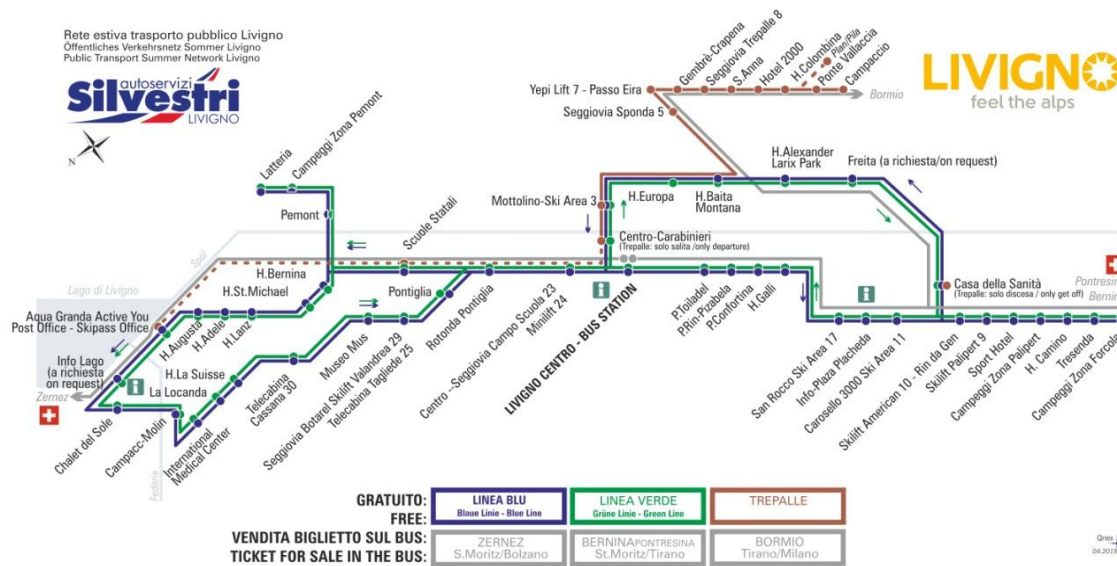 Rete estiva trasporto pubblico Livigno
Öffentliches Verkehrsnetz Sommer Livigno
Public Transport Summer Network Livigno
autoservizi
Silvestri
LIVIGNO
N
LIVIGNO
feel the alps
Yepi Lift 7 - Passo Eira
Gembrè-Crapena
Seggiovia Trepalle 8
S.Anna
Hotel 2000
H.Colombina
Plan/Pila
Ponte Vallaccia
Campaccio
Bormio
Seggiovia Sponda 5
Latteria
Campeggi Zona Pemont
Pemont
Scuole Statali
Mottolino-Ski Area 3
H.Europa
H.Baita
Montana
H.Alexander
Larix Park
Freita (a richiesta/on request)
Centro-Carabinieri
(Trepalle: solo salita /only departure)
Spöl
Lago di Livigno
H.Bernina
H.St.Michael
Aqua Granda Active You
Post Office - Skipass Office
H.Augusta
H.Adele
H.Lanz
Info Lago
(a richiesta
on request)
Zernez
Chalet del Sole
Campacc-Molin
H.La Suisse
La Locanda
Federia
International
Medical Center
Telecabina
Cassana 30
Museo Mus
Seggiovia Botarel Skilift Valandrea 29
Telecabina Tagliede 25
Pontiglia
Rotonda Pontiglia
Centro --Seggiovia Campo Scuola 23
Minilift 24
LIVIGNO CENTRO - BUS STATION
P.Toiladel
P.Rin-Pizabela
P.Confortina
H.Galli
San Rocco Ski Area 17
Info-Plaza Placheda
Carosello 3000 Ski Area 11
Skilift American 10 - Rin da Gen
Skilift Palipert 9
Sport Hotel
Campeggi Zona Palipert
H. Camino
Tresenda
Campeggi Zona Forcola
Casa della Sanità
(Trepalle: solo discesa / only get off)
Pontresin
Bernin
GRATUITO:
FREE:
LINEA BLU
Blaue Linie - Blue Line
LINEA VERDE
Grüne Linie - Green Line
TREPALLE
VENDITA BIGLIETTO SUL BUS:
TICKET FOR SALE IN THE BUS:
ZERNEZ
S.Moritz/Bolzano
BERNINAPONTRESINA
St.Moritz/Tirano
BORMIO
Tirano/Milano
Qnex
04.2019